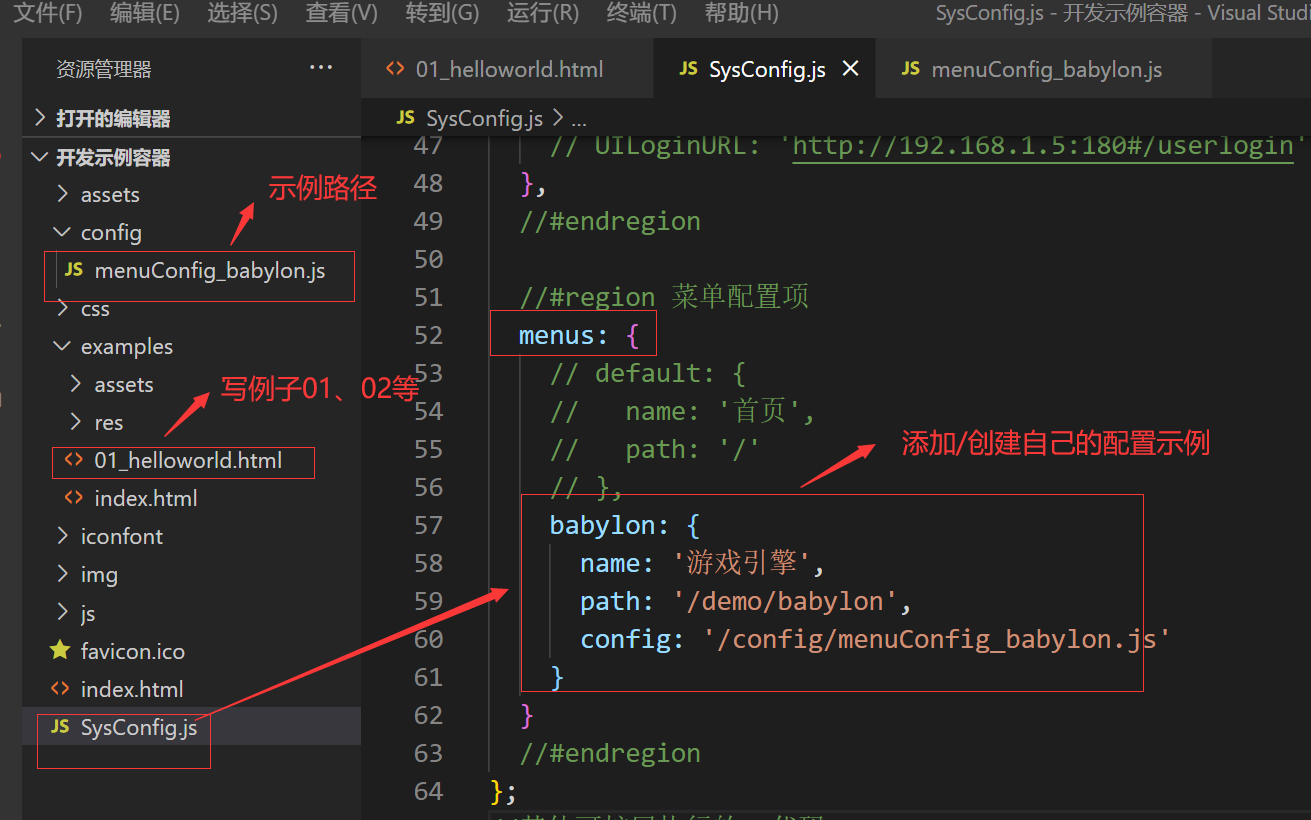 文件(F) 编辑(E) 选择(S) 查看(V) 转到(G) 运行(R) 终端(T) 帮助(H) SysConfig.js - 开发示例容器 - Visual Studi
资源管理器 ...
打开的编辑器
开发示例容器
assets
config
menuConfig_babylon.js
css
examples
assets
res
01_helloworld.html
index.html
iconfont
img
js
favicon.ico
index.html
SysConfig.js
示例路径
写例子01、02等
01_helloworld.html
JS SysConfig.js ×
JS menuConfig_babylon.js
JS SysConfig.js > ...
47 // UILoginURL: 'http://192.168.1.5:180#/userlogin'
48 },
49 //#endregion
50
51 //#region 菜单配置项
52 menus: {
53 // default: {
54 // name: '首页',
55 // path: '/'
56 // },
57 babylon: {
58 name: '游戏引擎',
59 path: '/demo/babylon',
60 config: '/config/menuConfig_babylon.js'
61 }
62 }
63 //#endregion
64 };
添加/创建自己的配置示例